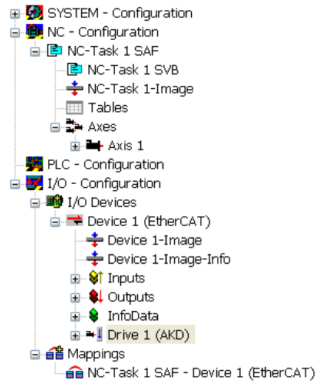 SYSTEM - Configuration
NC - Configuration
NC-Task 1 SAF
NC-Task 1 SVB
NC-Task 1-Image
Tables
Axes
Axis 1
PLC - Configuration
I/O - Configuration
I/O Devices
Device 1 (EtherCAT)
Device 1-Image
Device 1-Image-Info
Inputs
Outputs
InfoData
Drive 1 (AKD)
Mappings
NC-Task 1 SAF - Device 1 (EtherCAT)